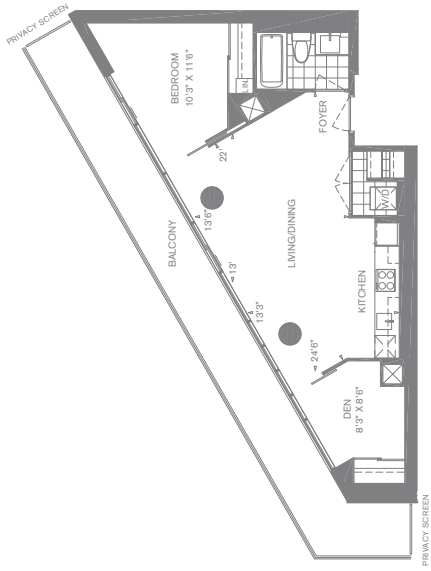 PRIVACY SCREEN
BEDROOM
10'3" X 11'6"
LIN.
FOYER
22'
W/D
13'6"
BALCONY
LIVING/DINING
13'
KITCHEN
13'3"
24'6"
DEN
8'3" X 8'6"
PRIVACY SCREEN